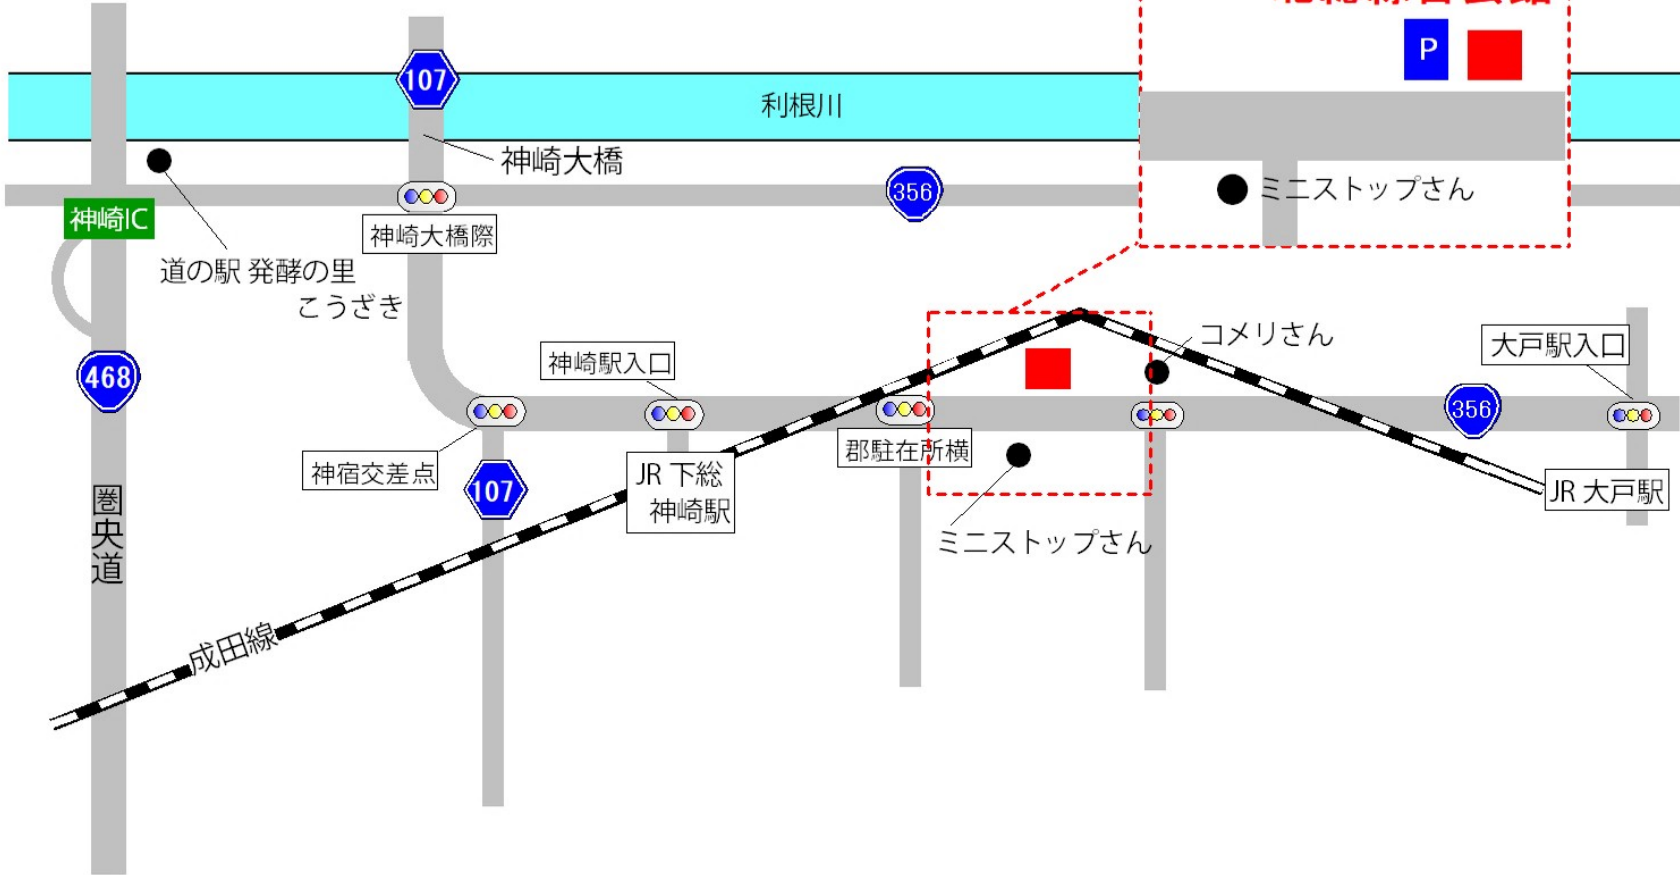 P
107
利根川
神崎大橋
356
ミニストップさん
神崎IC
神崎大橋際
道の駅 発酵の里
こうざき
コメリさん
大戸駅入口
神崎駅入口
468
356
郡駐在所横
神宿交差点
107
JR 下総
神崎駅
JR 大戸駅
圏央道
ミニストップさん
成田線